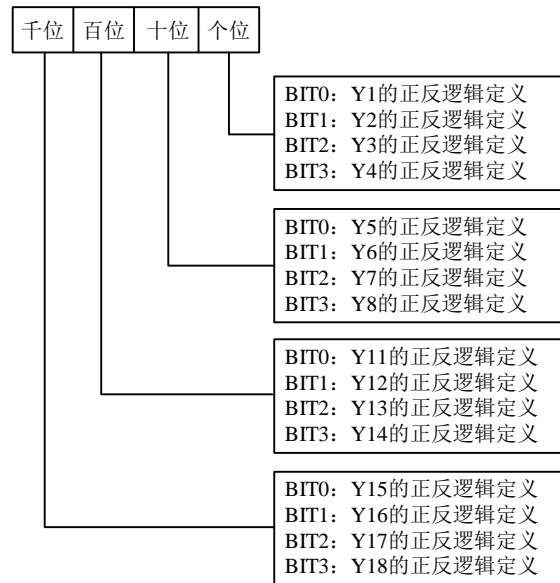 千位 百位 十位 个位
BIT0：Y1的正反逻辑定义
BIT1：Y2的正反逻辑定义
BIT2：Y3的正反逻辑定义
BIT3：Y4的正反逻辑定义
BIT0：Y5的正反逻辑定义
BIT1：Y6的正反逻辑定义
BIT2：Y7的正反逻辑定义
BIT3：Y8的正反逻辑定义
BIT0：Y11的正反逻辑定义
BIT1：Y12的正反逻辑定义
BIT2：Y13的正反逻辑定义
BIT3：Y14的正反逻辑定义
BIT0：Y15的正反逻辑定义
BIT1：Y16的正反逻辑定义
BIT2：Y17的正反逻辑定义
BIT3：Y18的正反逻辑定义